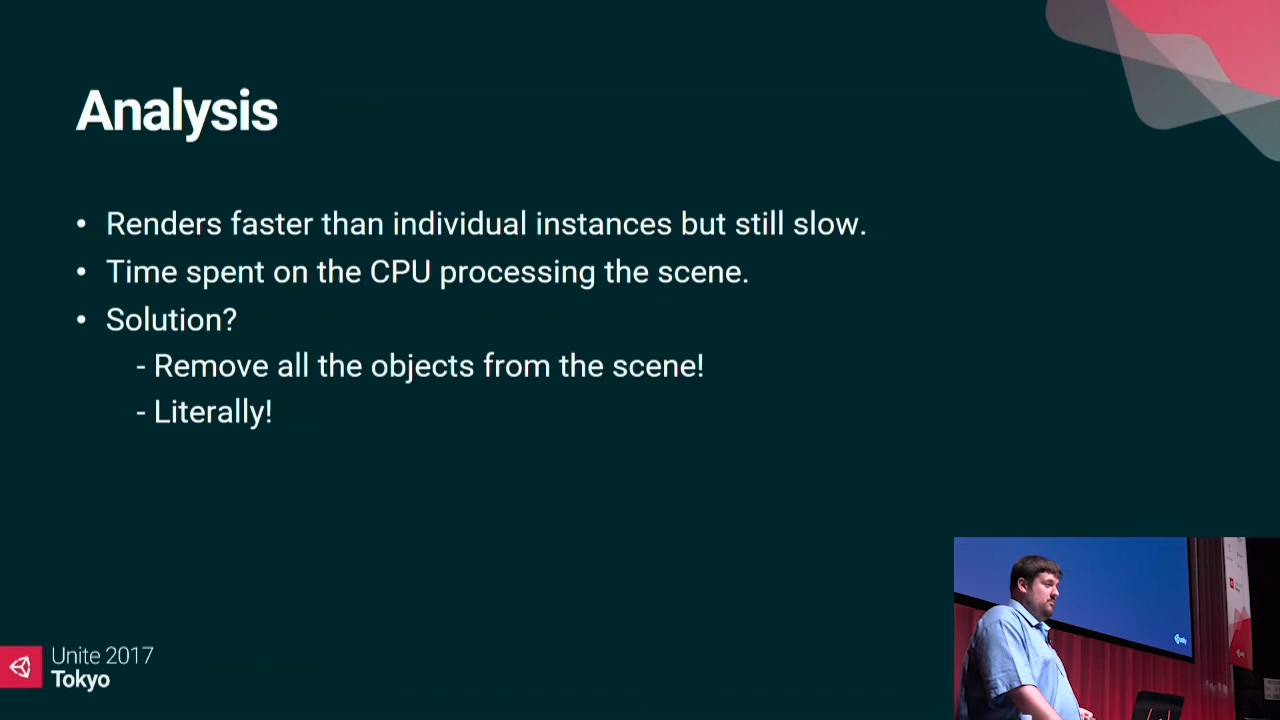 Analysis
• Renders faster than individual instances but still slow.
• Time spent on the CPU processing the scene.
• Solution?
- Remove all the objects from the scene!
- Literally!
Unite 2017
Tokyo